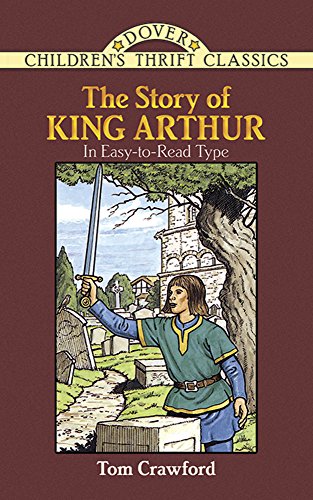 DOVER
CHILDREN'S THRIFT CLASSICS
The Story of
KING ARTHUR
In Easy-to-Read Type
Tom Crawford